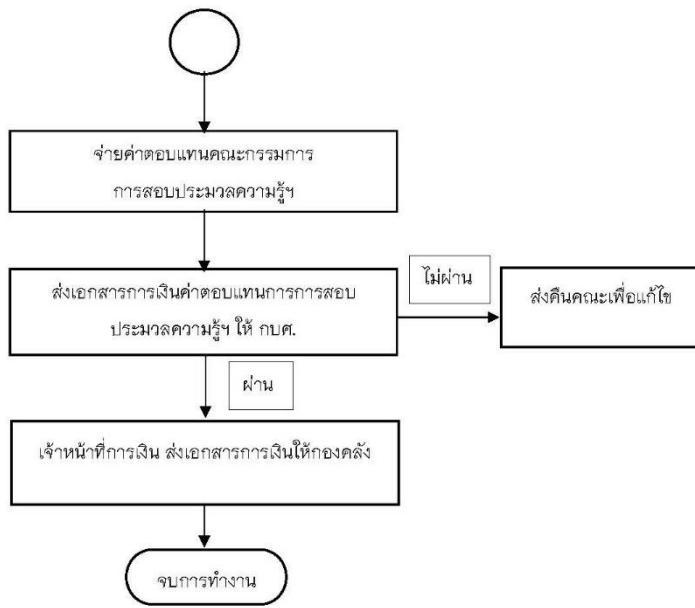 จ่ายค่าตอบแทนคณะกรรมการ
การสอบประมวลความรู้ฯ
ส่งเอกสารการเงินค่าตอบแทนการการสอบ
ประมวลความรู้ฯ ให้ กบศ.
ไม่ผ่าน
ส่งคืนคณะเพื่อแก้ไข
ผ่าน
เจ้าหน้าที่การเงิน ส่งเอกสารการเงินให้กองคลัง
จบการทำงาน